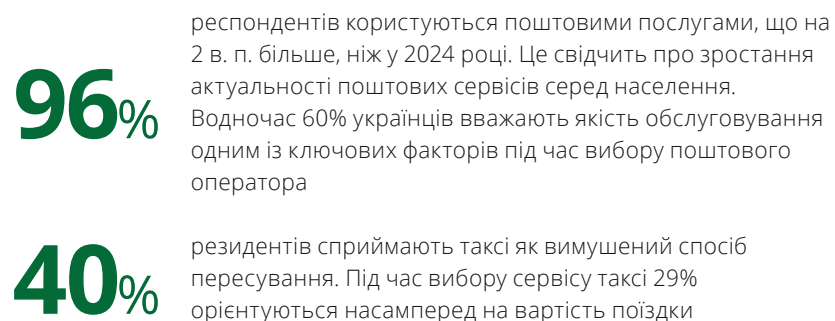 96%
респондентів користуються поштовими послугами, що на
2 в. п. більше, ніж у 2024 році. Це свідчить про зростання
актуальності поштових сервісів серед населення.
Водночас 60% українців вважають якість обслуговування
одним із ключових факторів під час вибору поштового
оператора
40%
резидентів сприймають таксі як вимушений спосіб
пересування. Під час вибору сервісу таксі 29%
орієнтуються насамперед на вартість поїздки